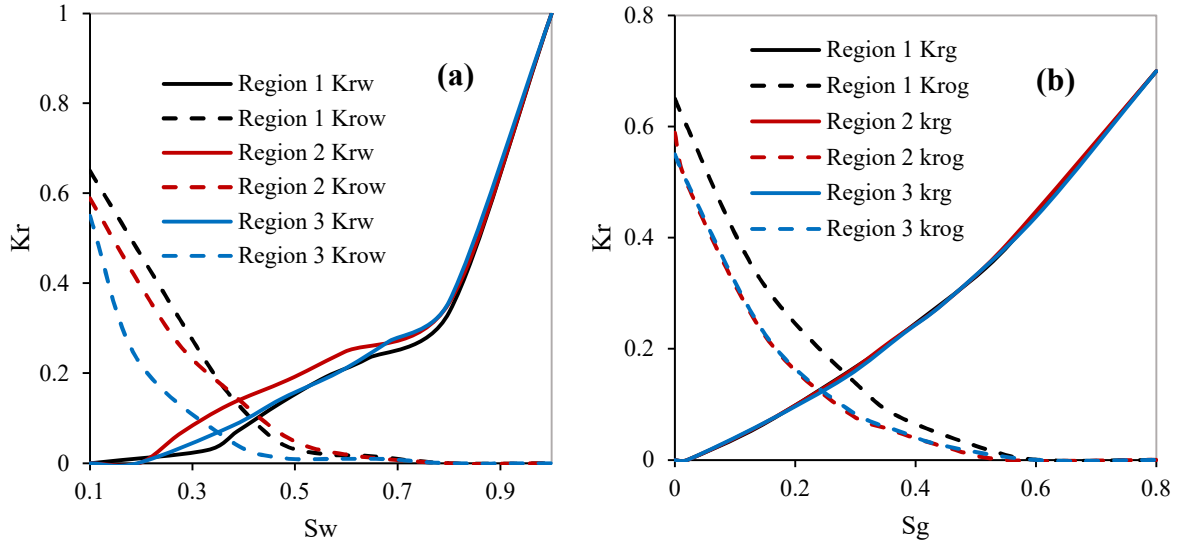 1
0.8
0.6
0.4
0.2
0
Kr
0.1
0.3
0.5
0.7
0.9
Sw
(a)
Region 1 Krw
Region 1 Krow
Region 2 Krw
Region 2 Krow
Region 3 Krw
Region 3 Krow
0.8
0.6
0.4
0.2
0
Kr
0
0.2
0.4
0.6
0.8
Sg
(b)
Region 1 Krg
Region 1 Krog
Region 2 krg
Region 2 krog
Region 3 krg
Region 3 krog